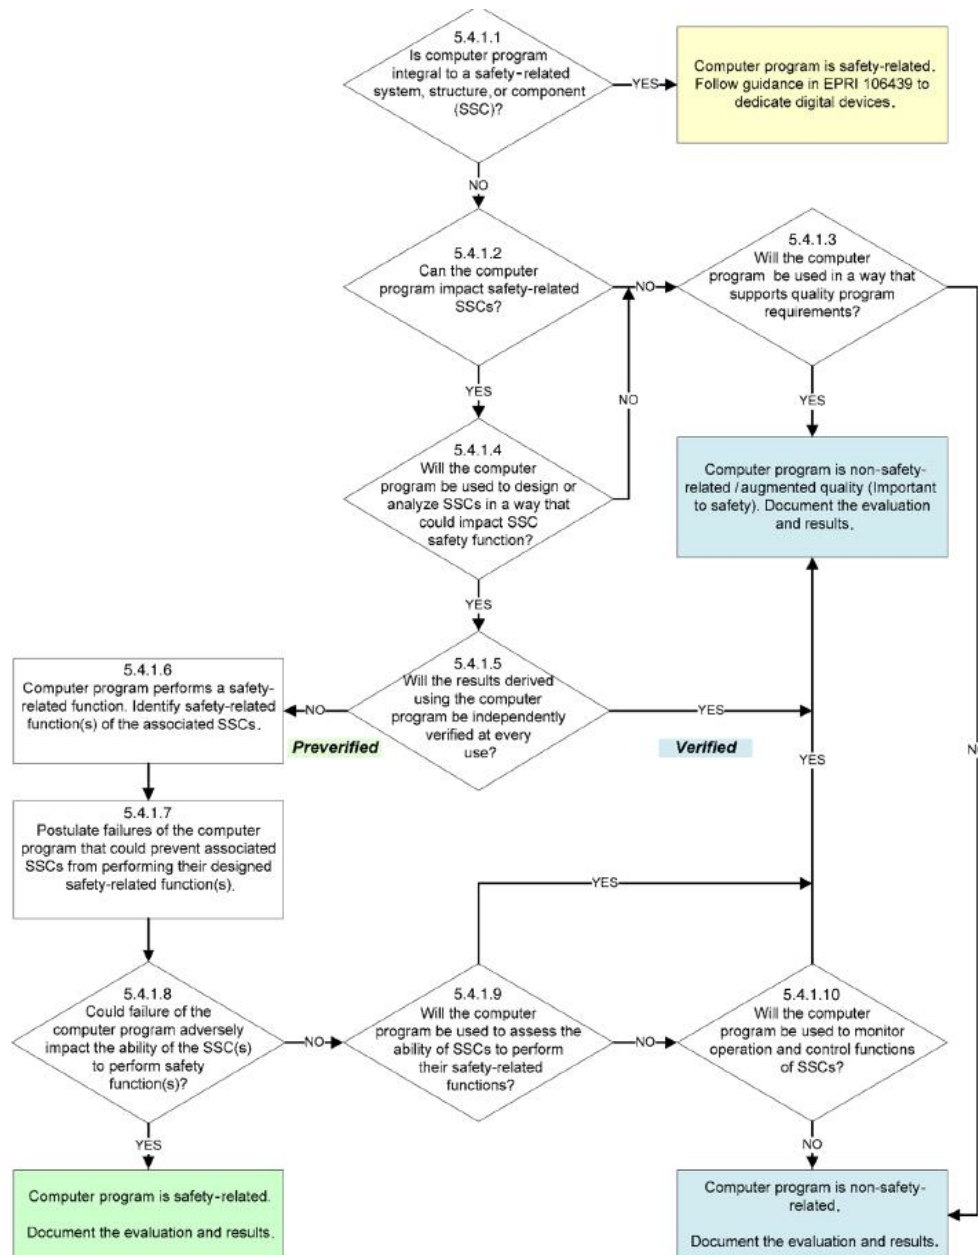 5.4.1.1
Is computer program
integral to a safety-related
system, structure, or component
(SSC)?
YES
Computer program is safety-related.
Follow guidance in EPRI 106439 to
dedicate digital devices.
NO
5.4.1.2
Can the computer
program impact safety-related
SSCs?
NO
5.4.1.3
Will the computer
program be used in a way that
supports quality program
requirements?
YES
NO
YES
5.4.1.4
Will the computer
program be used to design or
analyze SSCs in a way that
could impact SSC
safety function?
Computer program is non-safety-
related / augmented quality (Important
to safety). Document the evaluation
and results.
YES
5.4.1.6
Computer program performs a safety-
related function. Identify safety-related
function(s) of the associated SSCs.
NO
Preverified
5.4.1.5
Will the results derived
using the computer
program be independently
verified at every
use?
YES
Verified
YES
5.4.1.7
Postulate failures of the computer
program that could prevent associated
SSCs from performing their designed
safety-related function(s).
YES
5.4.1.8
Could failure of the
computer program adversely
impact the ability of the SSC(s)
to perform safety
function(s)?
NO
5.4.1.9
Will the computer
program be used to assess the
ability of SSCs to perform
their safety-related
functions?
NO
5.4.1.10
Will the computer
program be used to monitor
operation and control functions
of SSCs?
YES
NO
Computer program is safety-related.
Document the evaluation and results.
Computer program is non-safety-
related.
Document the evaluation and results.